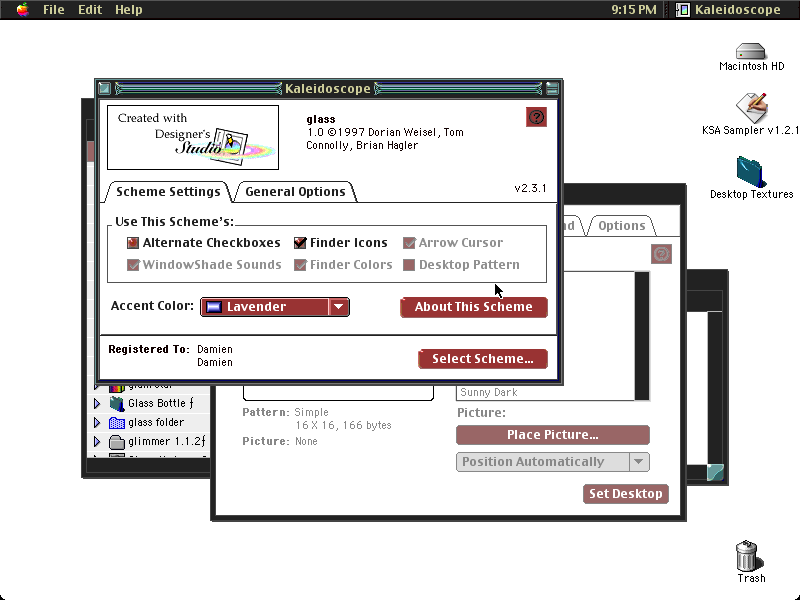 File Edit Help
9:15 PM
Kaleidoscope
Macintosh HD
KSA Sampler v1.2.1
Desktop Textures
Kaleidoscope
Created with
Designer's
Studio
glass
1.0 ©1997 Dorian Weisel, Tom
Connolly, Brian Hagler
Scheme Settings
General Options
v2.3.1
Use This Scheme's:
Alternate Checkboxes
Finder Icons
Arrow Cursor
WindowShade Sounds
Finder Colors
Desktop Pattern
Accent Color:
Lavender
About This Scheme
Registered To:
Damien
Damien
Select Scheme...
Options
Glass Bottle ƒ
glass folder
glimmer 1.1.2ƒ
Sunny Dark
Pattern: Simple
16 X 16, 166 bytes
Picture: None
Picture:
Place Picture...
Position Automatically
Set Desktop
Trash